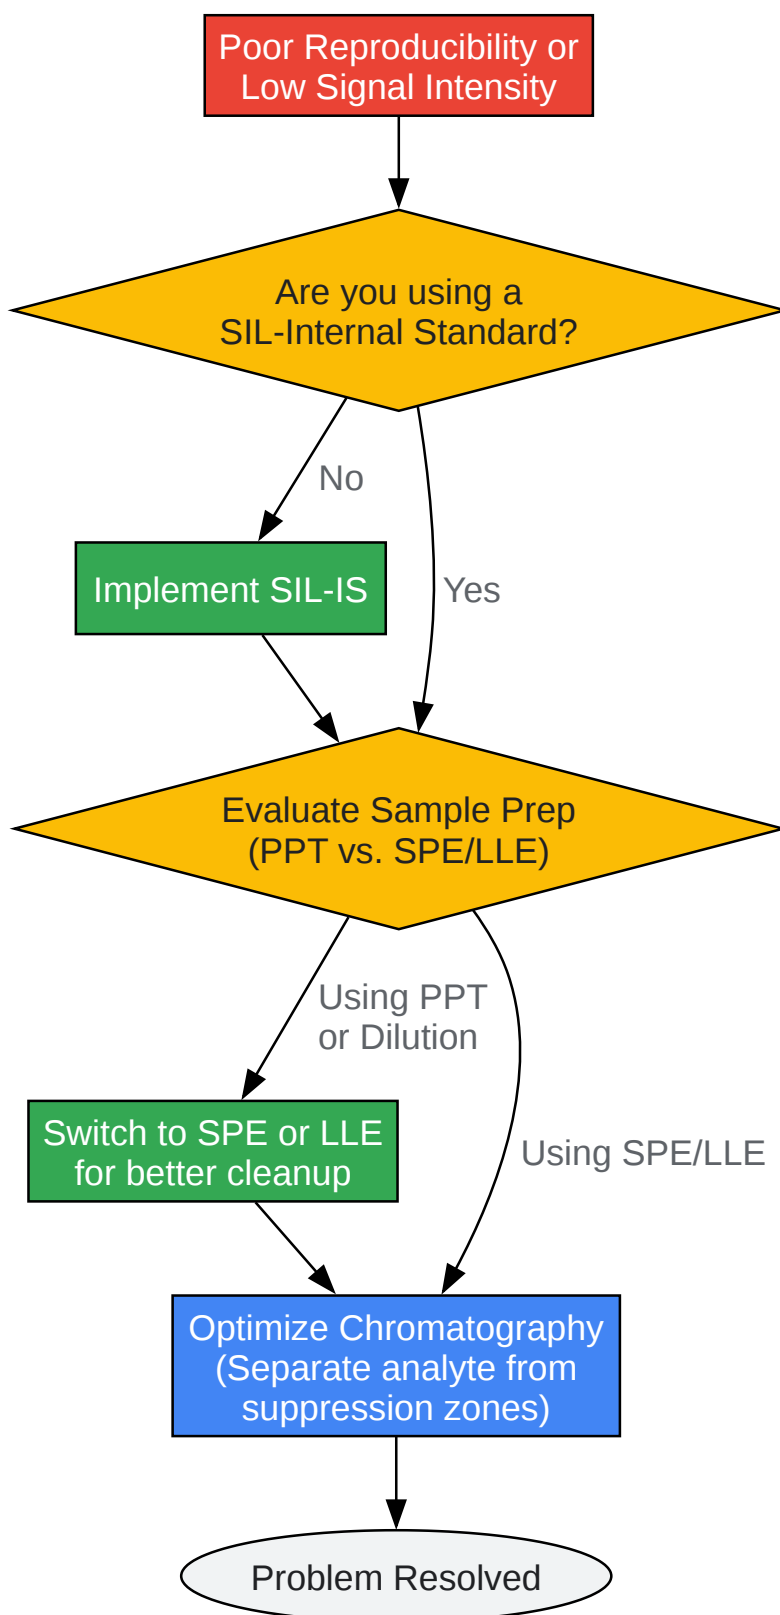 Poor Reproducibility or
Low Signal Intensity
Are you using a
SIL-Internal Standard?
No
Implement SIL-IS
Yes
Evaluate Sample Prep
(PPT vs. SPE/LLE)
Using PPT
or Dilution
Switch to SPE or LLE
for better cleanup
Using SPE/LLE
Optimize Chromatography
(Separate analyte from
suppression zones)
Problem Resolved